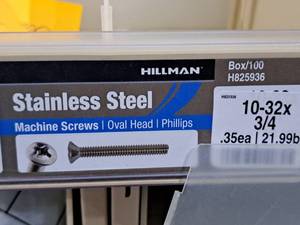 HILLMAN
Box/100
H825936
Stainless Steel
Machine Screws | Oval Head | Phillips
10-32x
3/4
.35ea | 21.99b